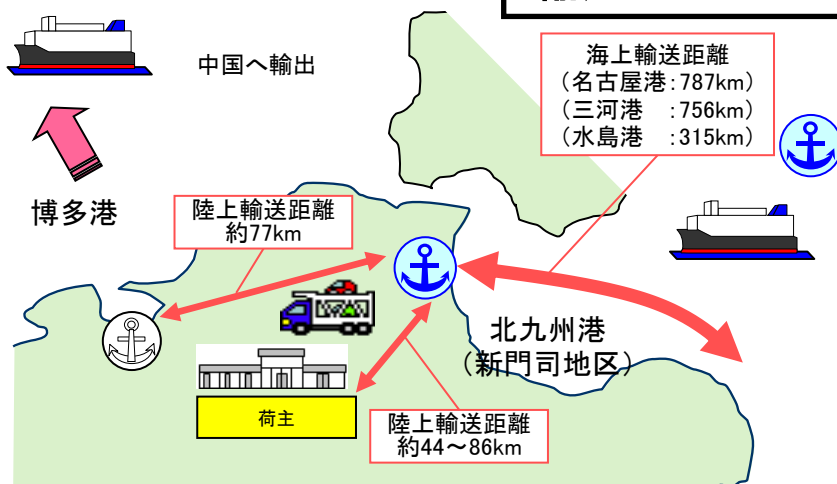 中国へ輸出
海上輸送距離
(名古屋港:787km)
(三河港　:756km)
(水島港　:315km)
博多港
陸上輸送距離
約77km
北九州港
(新門司地区)
荷主
陸上輸送距離
約44～86km